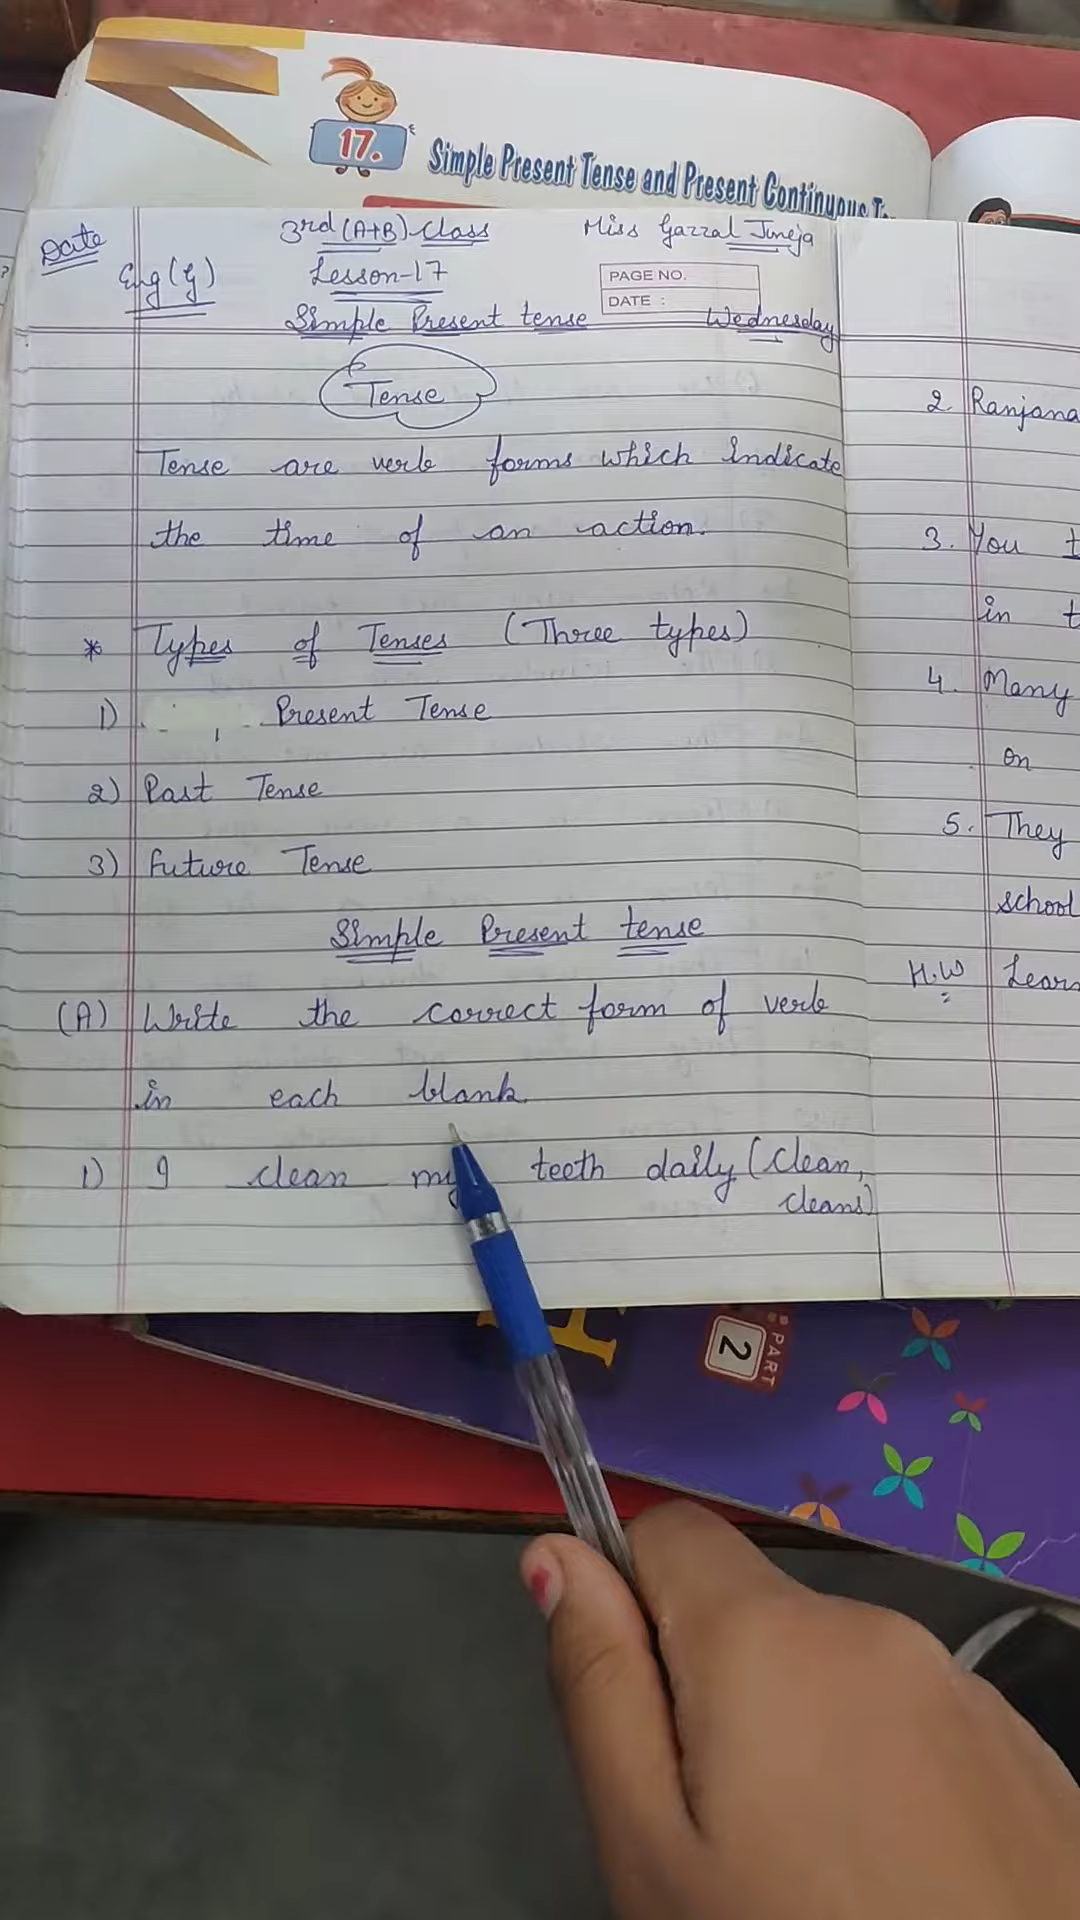 17.
Simple Present Tense and Present Continuous
Date
3rd (A+B) Class
Miss Gazzal Juneja
Eng (G)
Lesson-17
PAGE NO.
DATE :
Simple Present tense
Wednesday
Tense
Tense are verb forms which indicate
the time of an action.
* Types of Tenses (Three types)
1) Present Tense
2) Past Tense
3) Future Tense
Simple Present tense
(A) Write the correct form of verb
in each blank.
1) I clean my teeth daily (clean,
cleans)
2. Ranjana
3. You
in
4. Many
on
5. They
school
H.W Lear
PART
2